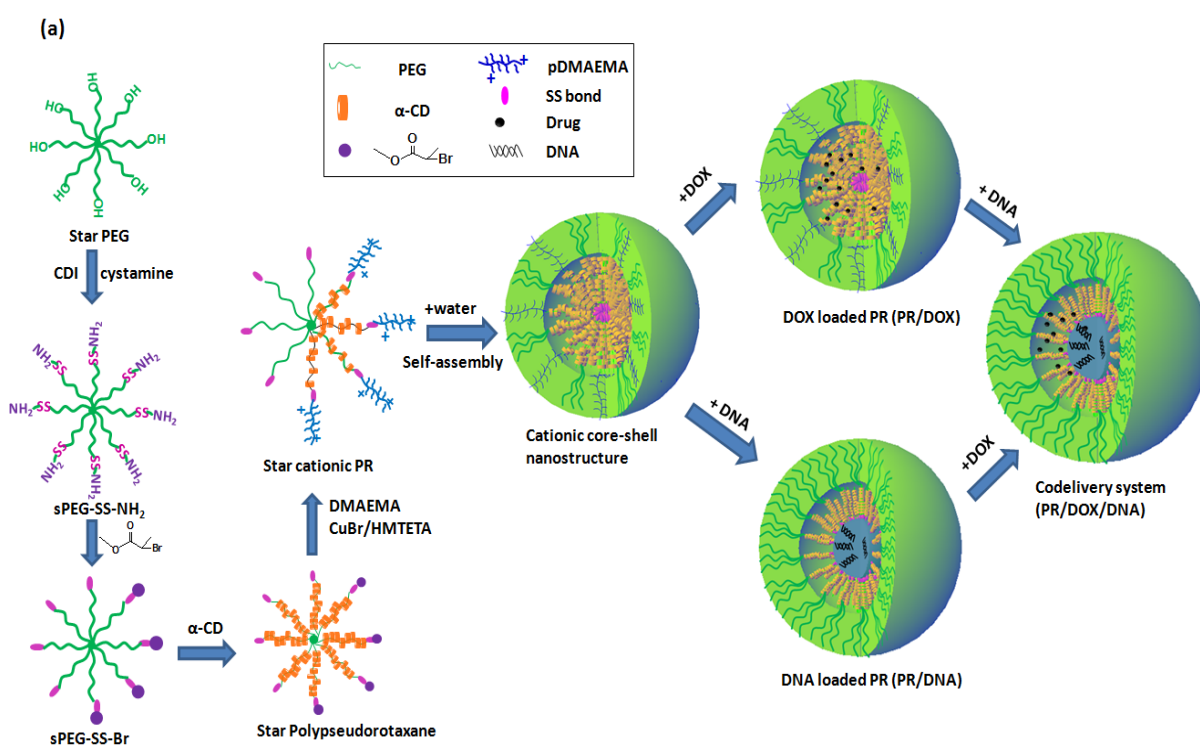 (a)
PEG
pDMAEMA
SS bond
α-CD
Drug
O
O
Br
DNA
HO
HO
OH
HO
OH
HO
OH
OH
Star PEG
CDI
cystamine
NH2
NH2
NH2
NH2
NH2
NH2
NH2
NH2
SS
SS
SS
SS
SS
SS
SS
SS
sPEG-SS-NH2
O
O
Br
sPEG-SS-Br
α-CD
Star Polypseudorotaxane
DMAEMA
CuBr/HMTETA
Star cationic PR
+water
Self-assembly
Cationic core-shell
nanostructure
+DOX
DOX loaded PR (PR/DOX)
+ DNA
+ DNA
DNA loaded PR (PR/DNA)
+DOX
Codelivery system
(PR/DOX/DNA)